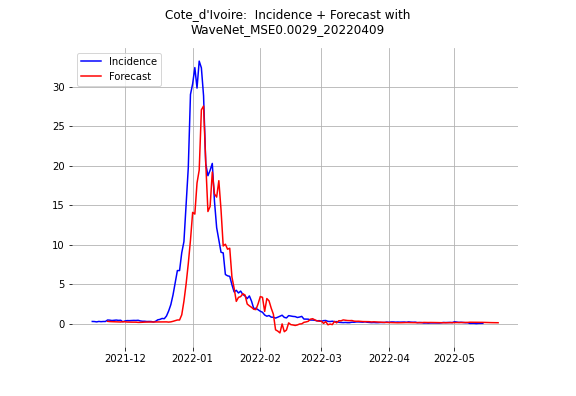 Cote_d'Ivoire:  Incidence + Forecast with
WaveNet_MSE0.0029_20220409
Incidence
Forecast
30
25
20
15
10
5
0
2021-12 2022-01 2022-02 2022-03 2022-04 2022-05